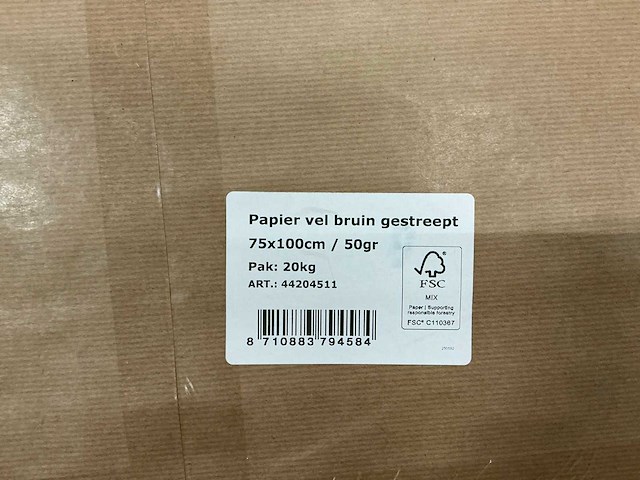 Papier vel bruin gestreept
75x100cm / 50gr
Pak: 20kg
ART.: 44204511
8 710883 794584
FSC
MIX
Paper | Supporting
responsible forestry
FSC® C110367